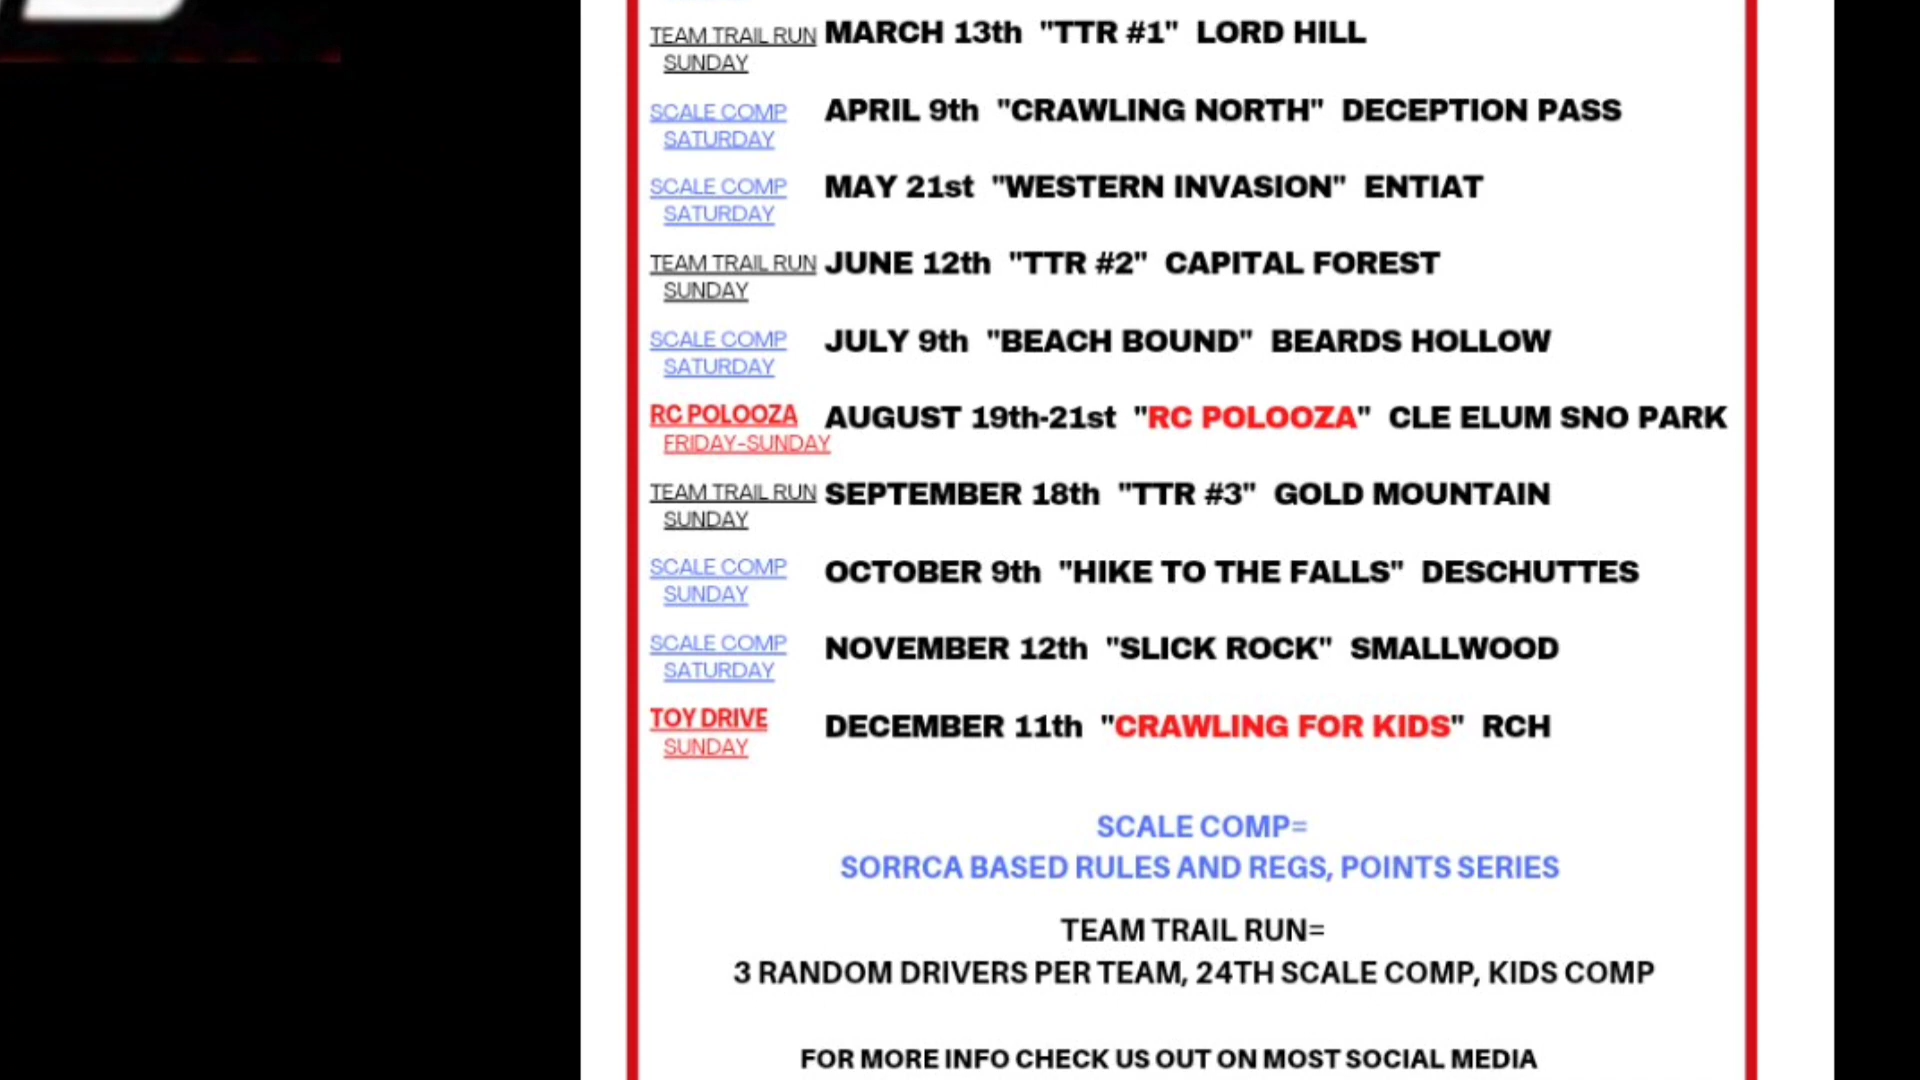 TEAM TRAIL RUN MARCH 13th "TTR #1" LORD HILL
SUNDAY
SCALE COMP APRIL 9th "CRAWLING NORTH" DECEPTION PASS
SATURDAY
SCALE COMP MAY 21st "WESTERN INVASION" ENTIAT
SATURDAY
TEAM TRAIL RUN JUNE 12th "TTR #2" CAPITAL FOREST
SUNDAY
SCALE COMP JULY 9th "BEACH BOUND" BEARDS HOLLOW
SATURDAY
RC POLOOZA AUGUST 19th-21st "RC POLOOZA" CLE ELUM SNO PARK
FRIDAY-SUNDAY
TEAM TRAIL RUN SEPTEMBER 18th "TTR #3" GOLD MOUNTAIN
SUNDAY
SCALE COMP OCTOBER 9th "HIKE TO THE FALLS" DESCHUTTES
SUNDAY
SCALE COMP NOVEMBER 12th "SLICK ROCK" SMALLWOOD
SATURDAY
TOY DRIVE DECEMBER 11th "CRAWLING FOR KIDS" RCH
SUNDAY
SCALE COMP=
SORRCA BASED RULES AND REGS, POINTS SERIES
TEAM TRAIL RUN=
3 RANDOM DRIVERS PER TEAM, 24TH SCALE COMP, KIDS COMP
FOR MORE INFO CHECK US OUT ON MOST SOCIAL MEDIA